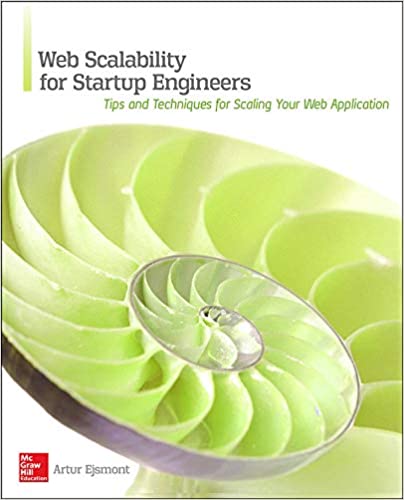 Web Scalability
for Startup Engineers
Tips and Techniques for Scaling Your Web Application
Mc
Graw
Hill
Education
Artur Ejsmont